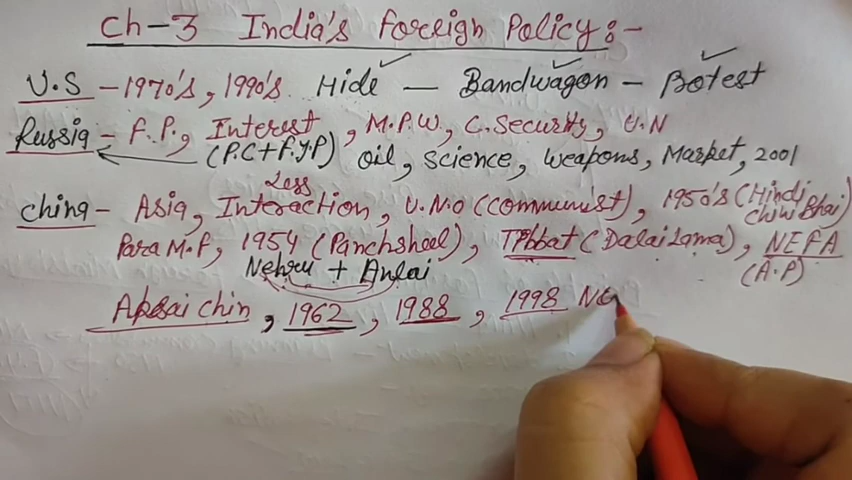 Ch-3 India's Foreign Policy:-
U.S - 1970's, 1990's Hide - Bandwagon - Botest
Russia - F.P., Interest, M.P.W., C. Security, U.N
(P.C + F.Y.P) Oil, Science, Weapons, Market, 2001
Less
China - Asia, Interaction, U.N.O (Communist), 1950's (Hindi Chini Bhai)
Para M.F, 1954 (Panchsheel), Tibbat (Dalai Lama), NEFA
Nehru + Anlai (A.P)
Aksai Chin, 1962, 1988, 1998 Ne